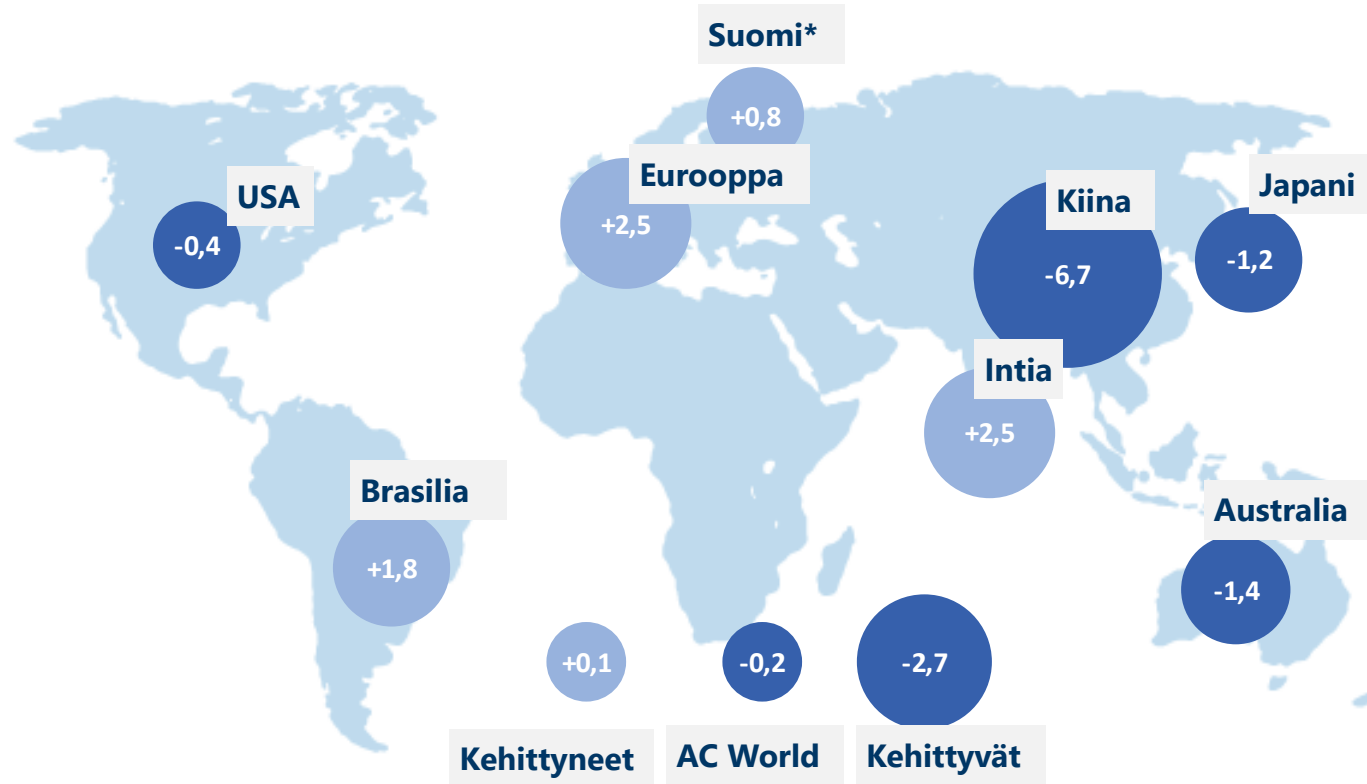 Suomi*
+0,8
Eurooppa
+2,5
USA
-0,4
Kiina
-6,7
Japani
-1,2
Intia
+2,5
Brasilia
+1,8
Australia
-1,4
+0,1
-0,2
-2,7
Kehittyneet
AC World
Kehittyvät